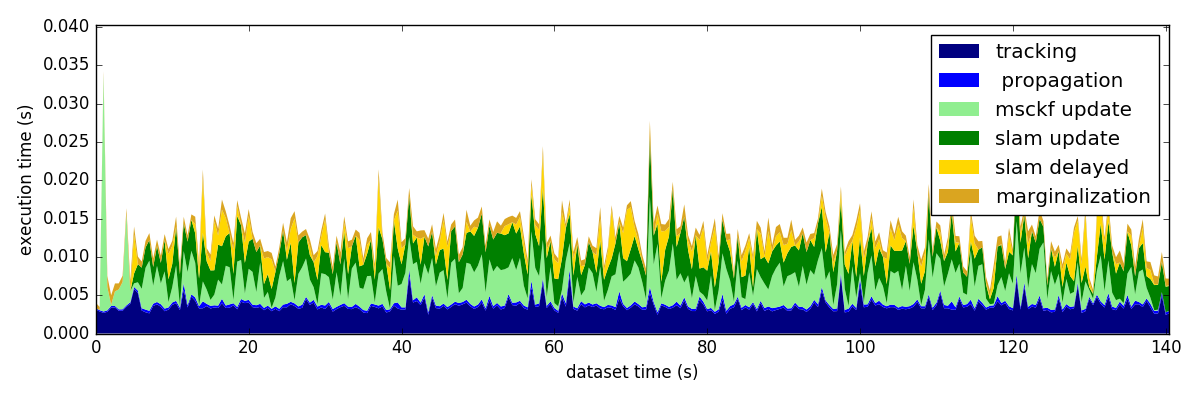 0.040
0.035
0.030
0.025
0.020
0.015
0.010
0.005
0.000
execution time (s)
tracking
propagation
msckf update
slam update
slam delayed
marginalization
0 20 40 60 80 100 120 140
dataset time (s)